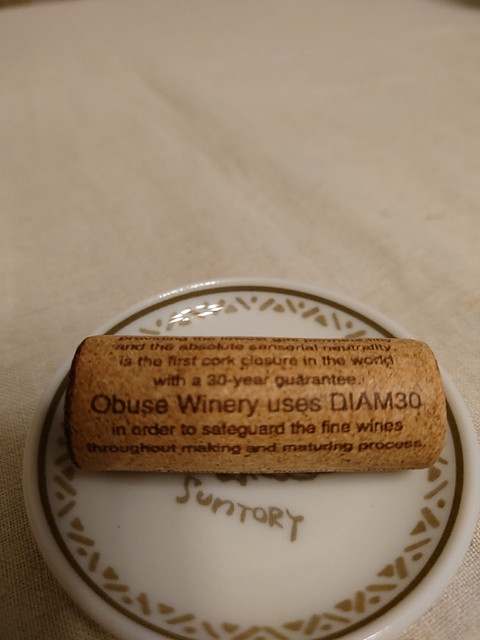 and the absolute sensorial neutrality
is the first cork closure in the world
with a 30-year guarantee.
Obuse Winery uses DIAM30
in order to safeguard the fine wines
throughout making and maturing process.
SUNTORY